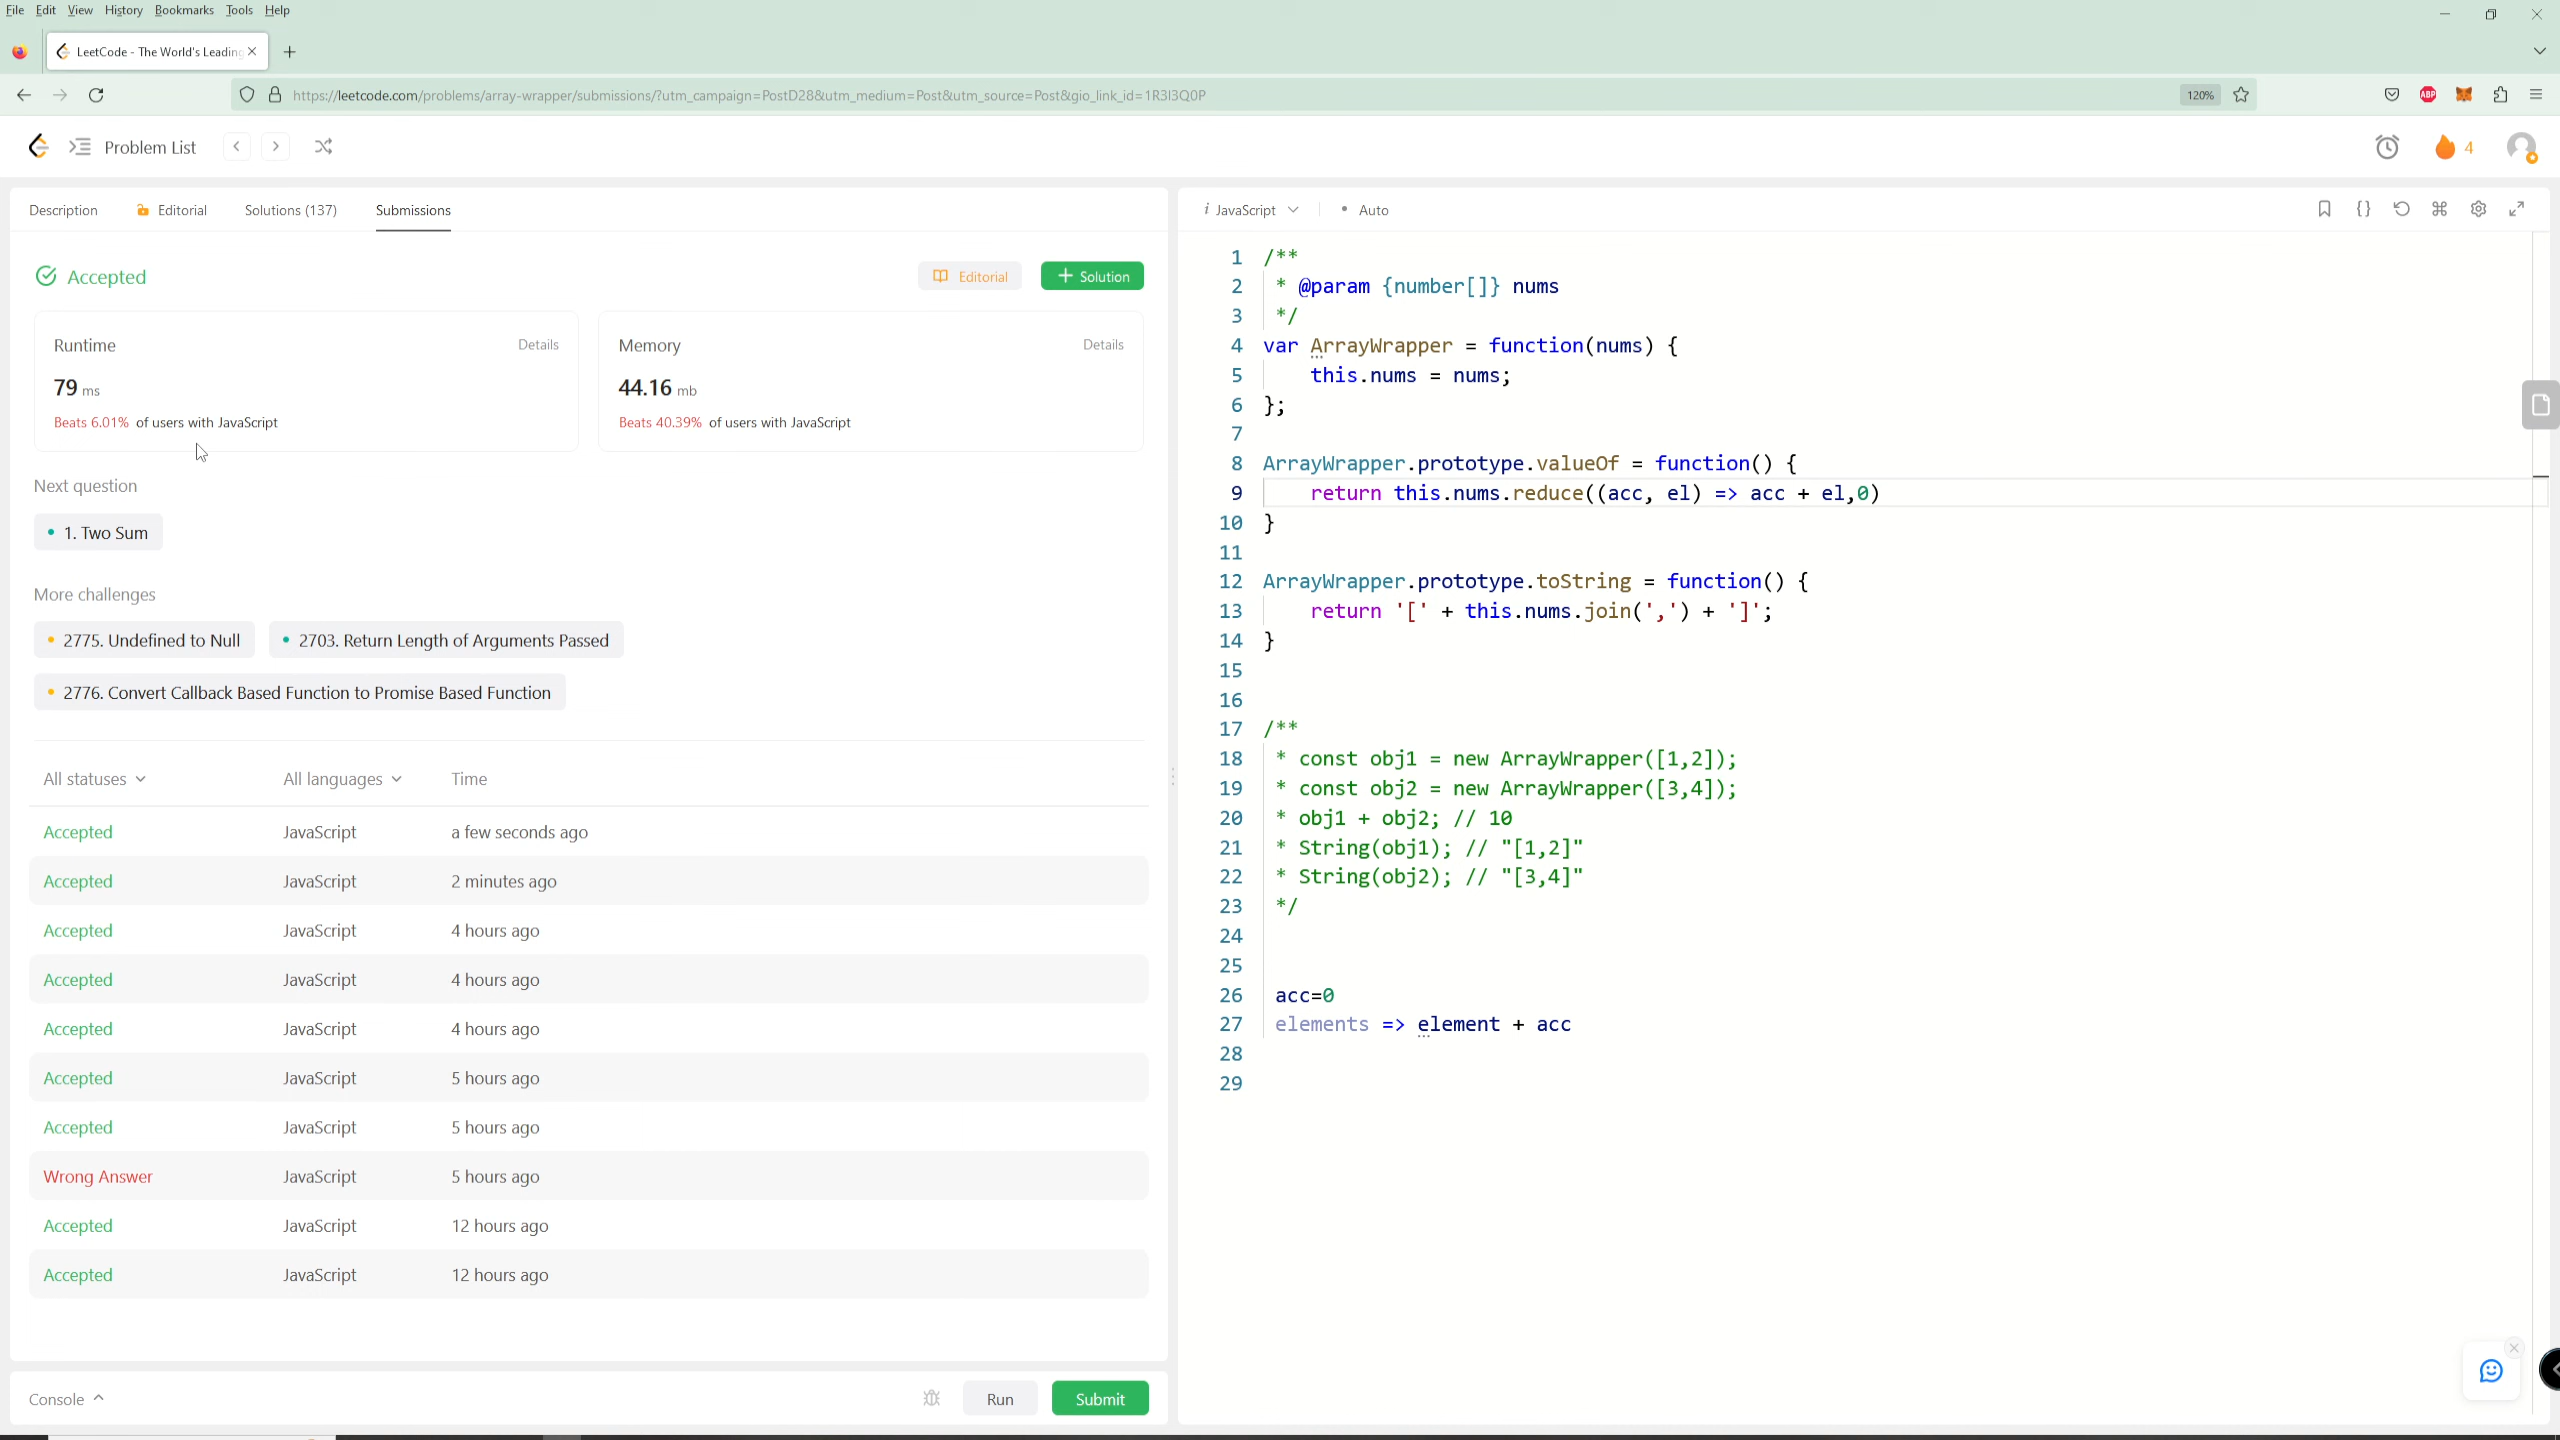 File Edit View History Bookmarks Tools Help
LeetCode - The World's Leading
https://leetcode.com/problems/array-wrapper/submissions/?utm_campaign=PostD28&utm_medium=Post&utm_source=Post&gio_link_id=1R3I3Q0P
120%
ABP
Problem List
4
Description Editorial Solutions (137) Submissions
Accepted
Editorial
+ Solution
Runtime Details
79 ms
Beats 6.01% of users with JavaScript
Memory Details
44.16 mb
Beats 40.39% of users with JavaScript
Next question
1. Two Sum
More challenges
2775. Undefined to Null
2703. Return Length of Arguments Passed
2776. Convert Callback Based Function to Promise Based Function
All statuses All languages Time
Accepted JavaScript a few seconds ago
Accepted JavaScript 2 minutes ago
Accepted JavaScript 4 hours ago
Accepted JavaScript 4 hours ago
Accepted JavaScript 4 hours ago
Accepted JavaScript 5 hours ago
Accepted JavaScript 5 hours ago
Wrong Answer JavaScript 5 hours ago
Accepted JavaScript 12 hours ago
Accepted JavaScript 12 hours ago
Console
Run
Submit
i JavaScript • Auto
1 /**
2 * @param {number[]} nums
3 */
4 var ArrayWrapper = function(nums) {
5 this.nums = nums;
6 };
7
8 ArrayWrapper.prototype.valueOf = function() {
9 return this.nums.reduce((acc, el) => acc + el,0)
10 }
11
12 ArrayWrapper.prototype.toString = function() {
13 return '[' + this.nums.join(',') + ']';
14 }
15
16
17 /**
18 * const obj1 = new ArrayWrapper([1,2]);
19 * const obj2 = new ArrayWrapper([3,4]);
20 * obj1 + obj2; // 10
21 * String(obj1); // "[1,2]"
22 * String(obj2); // "[3,4]"
23 */
24
25
26 acc=0
27 elements => element + acc
28
29